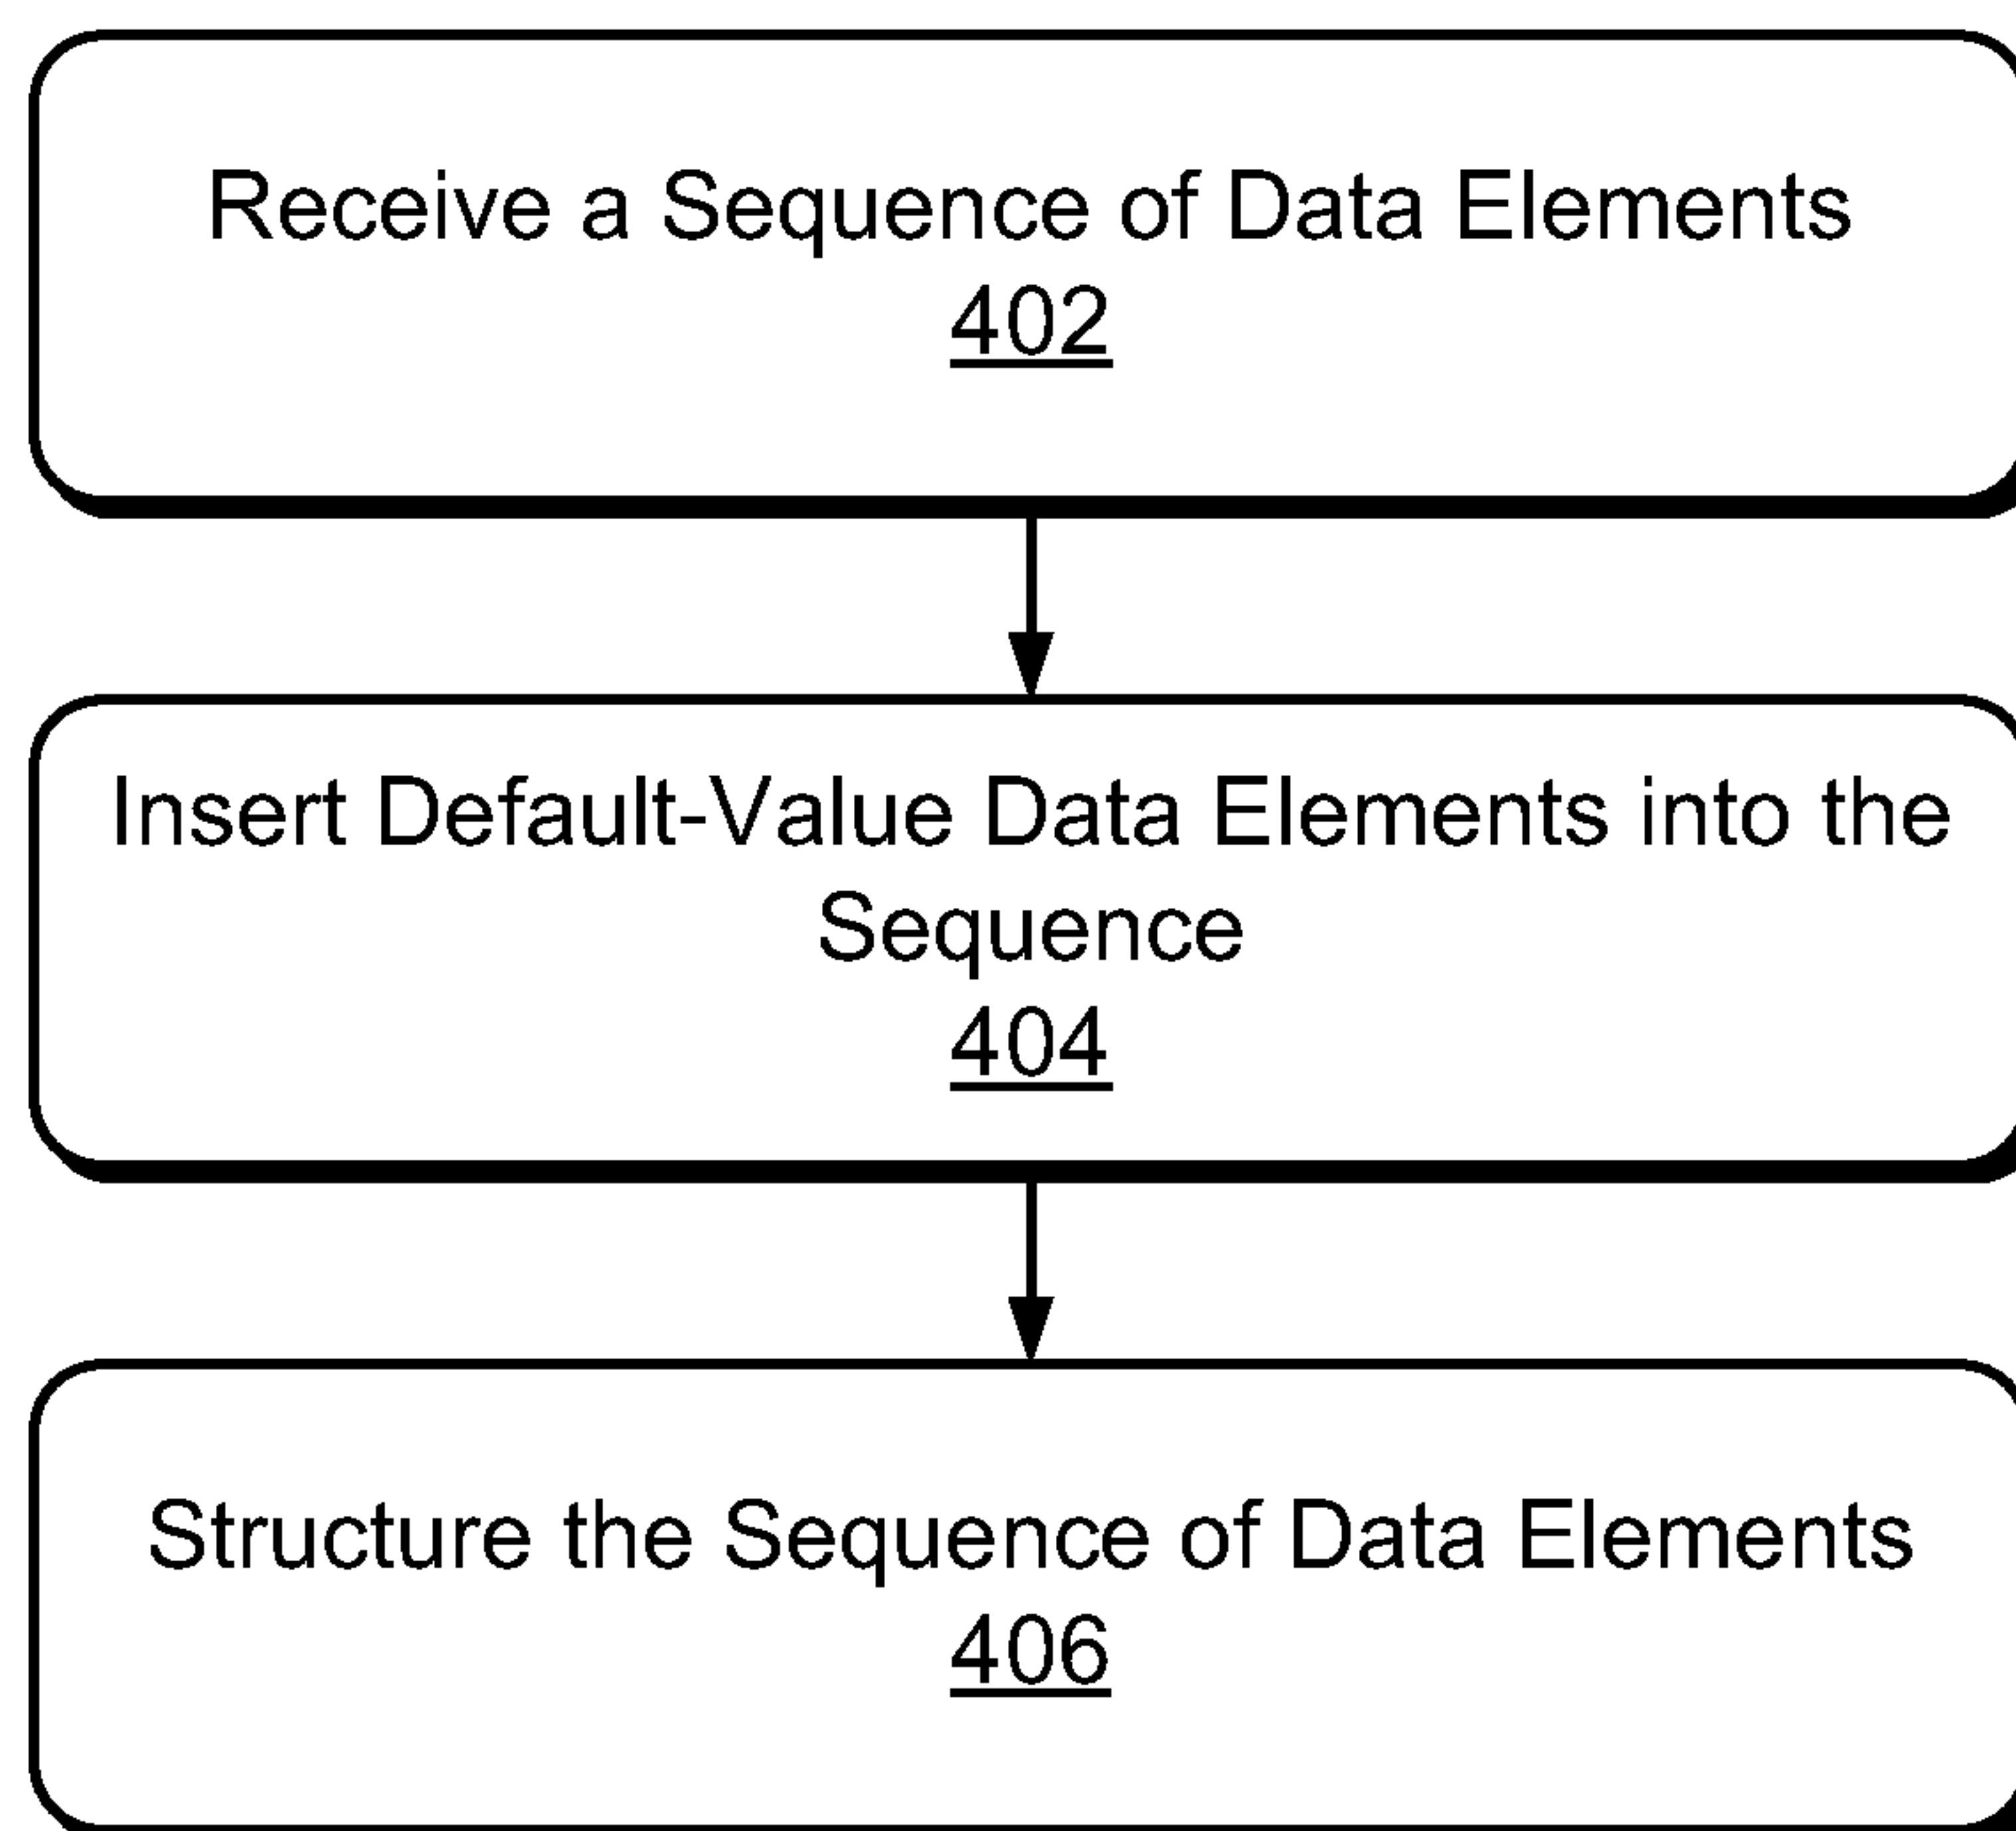 Receive a Sequence of Data Elements
402
Insert Default-Value Data Elements into the
Sequence
404
Structure the Sequence of Data Elements
406